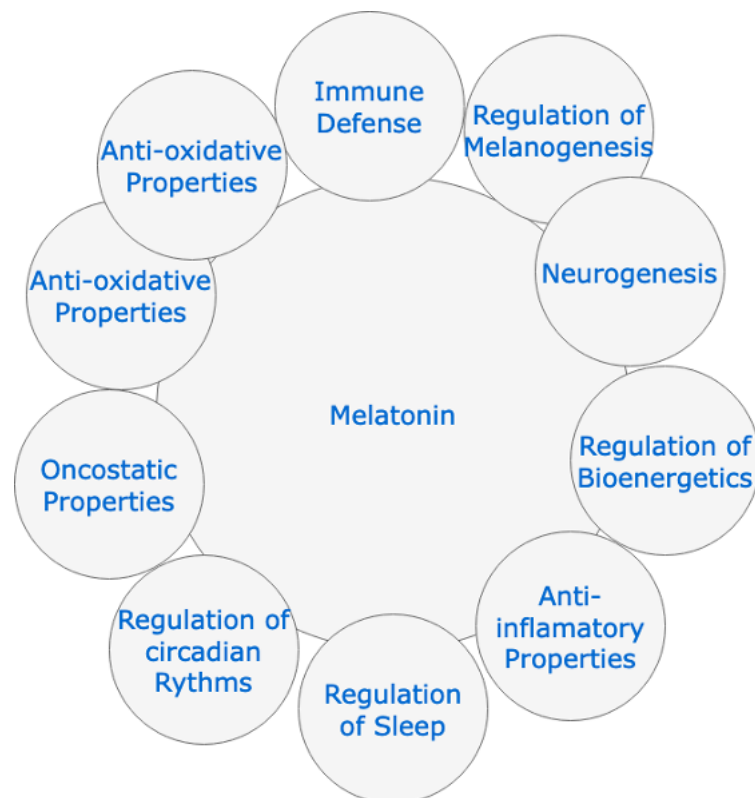 Immune
Defense
Regulation of
Melanogenesis
Anti-oxidative
Properties
Neurogenesis
Anti-oxidative
Properties
Melatonin
Regulation of
Bioenergetics
Oncostatic
Properties
Anti-
inflamatory
Properties
Regulation of
circadian
Rythms
Regulation
of Sleep